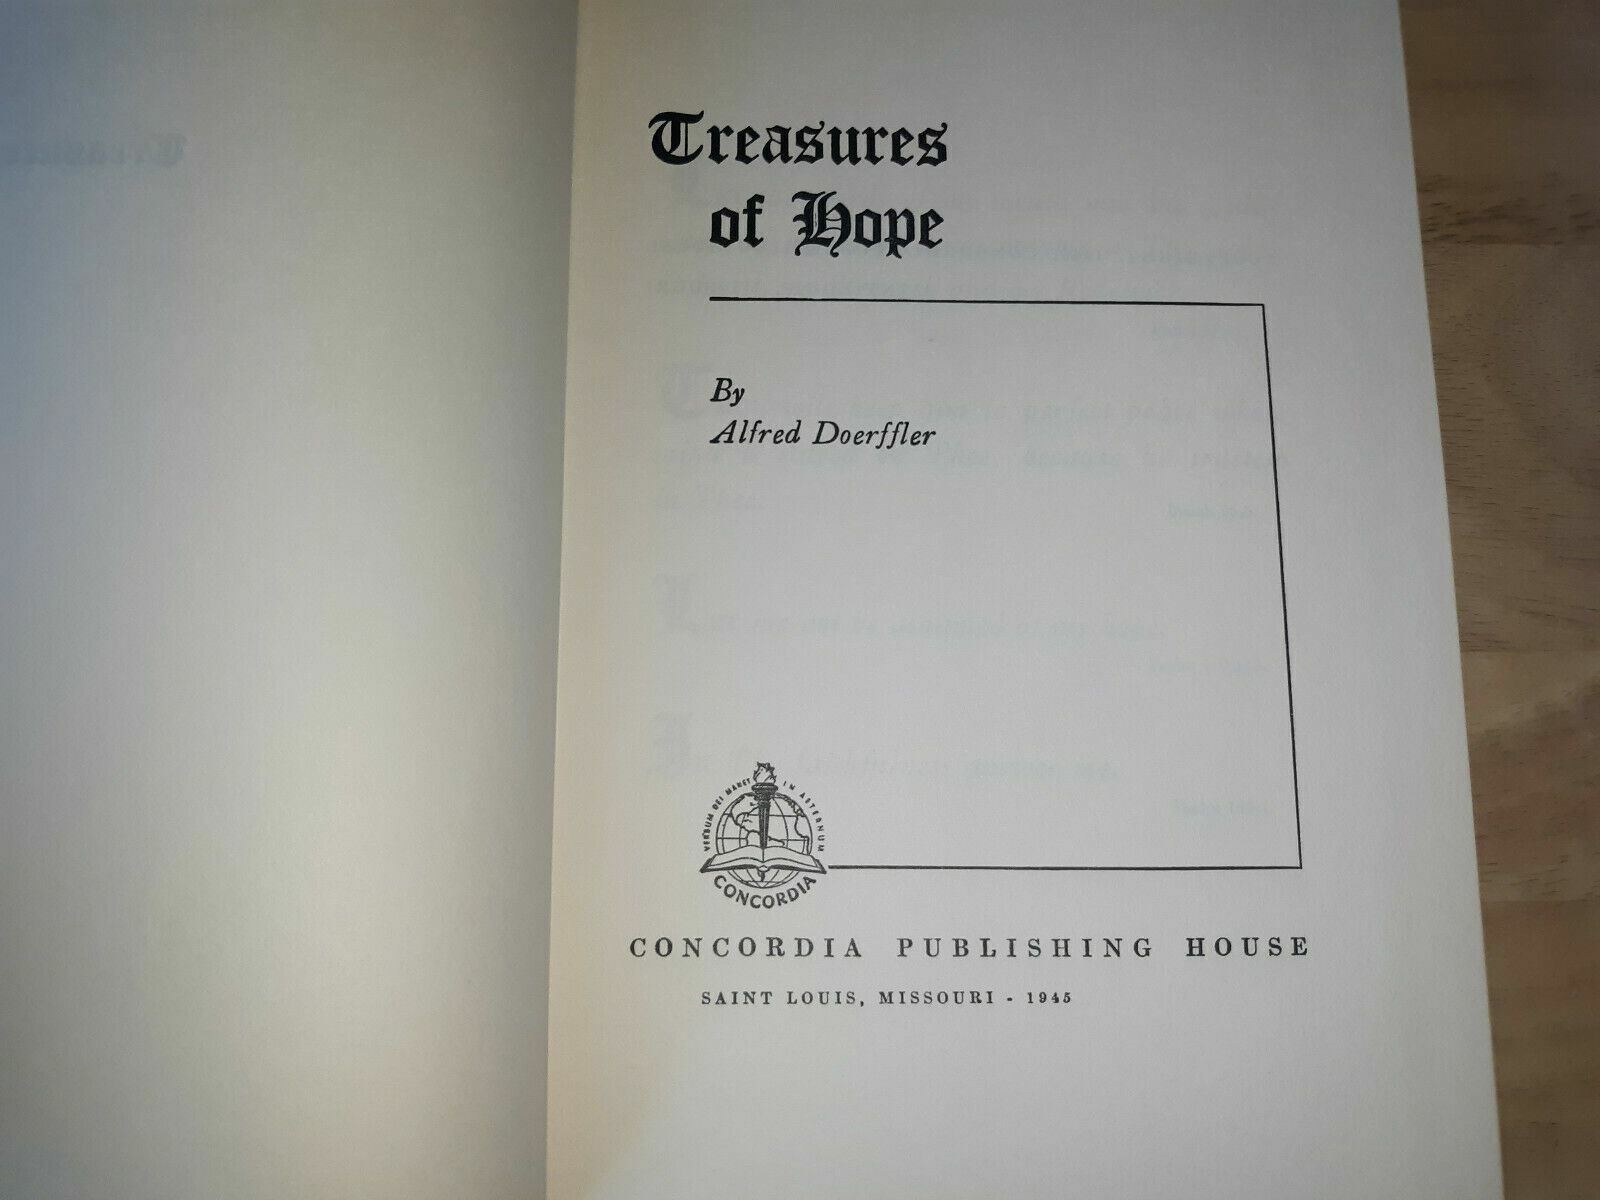 Treasures
of Hope
By
Alfred Doerffler
VERBUM DEI MANET IN AETERNUM
CONCORDIA
CONCORDIA PUBLISHING HOUSE
SAINT LOUIS, MISSOURI - 1945